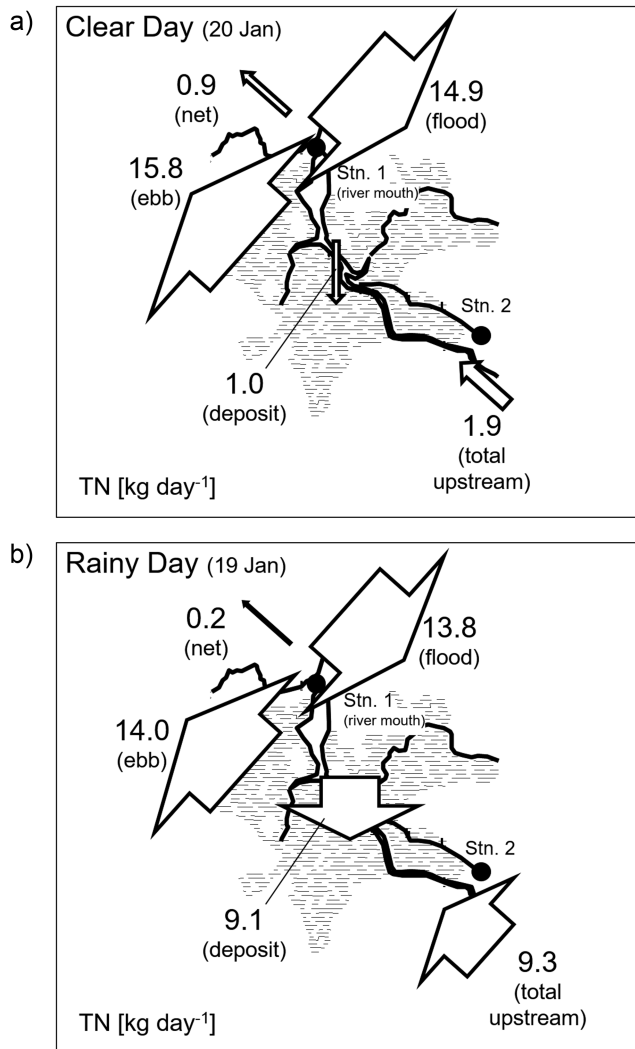 a)
Clear Day (20 Jan)
0.9
(net)
14.9
(flood)
15.8
(ebb)
Stn. 1
(river mouth)
Stn. 2
1.0
(deposit)
1.9
(total
upstream)
TN [kg day⁻¹]
b)
Rainy Day (19 Jan)
0.2
(net)
13.8
(flood)
14.0
(ebb)
Stn. 1
(river mouth)
Stn. 2
9.1
(deposit)
9.3
(total
upstream)
TN [kg day⁻¹]